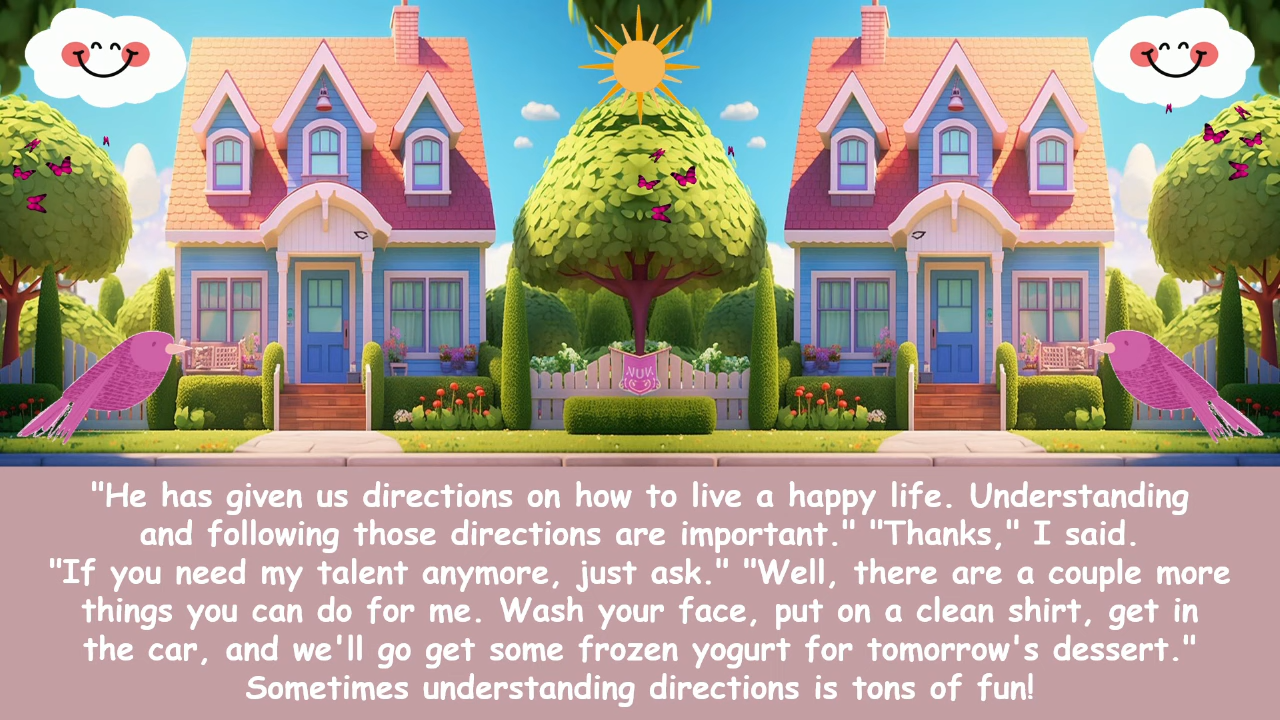 NUK
"He has given us directions on how to live a happy life. Understanding
and following those directions are important." "Thanks," I said.
"If you need my talent anymore, just ask." "Well, there are a couple more
things you can do for me. Wash your face, put on a clean shirt, get in
the car, and we'll go get some frozen yogurt for tomorrow's dessert."
Sometimes understanding directions is tons of fun!